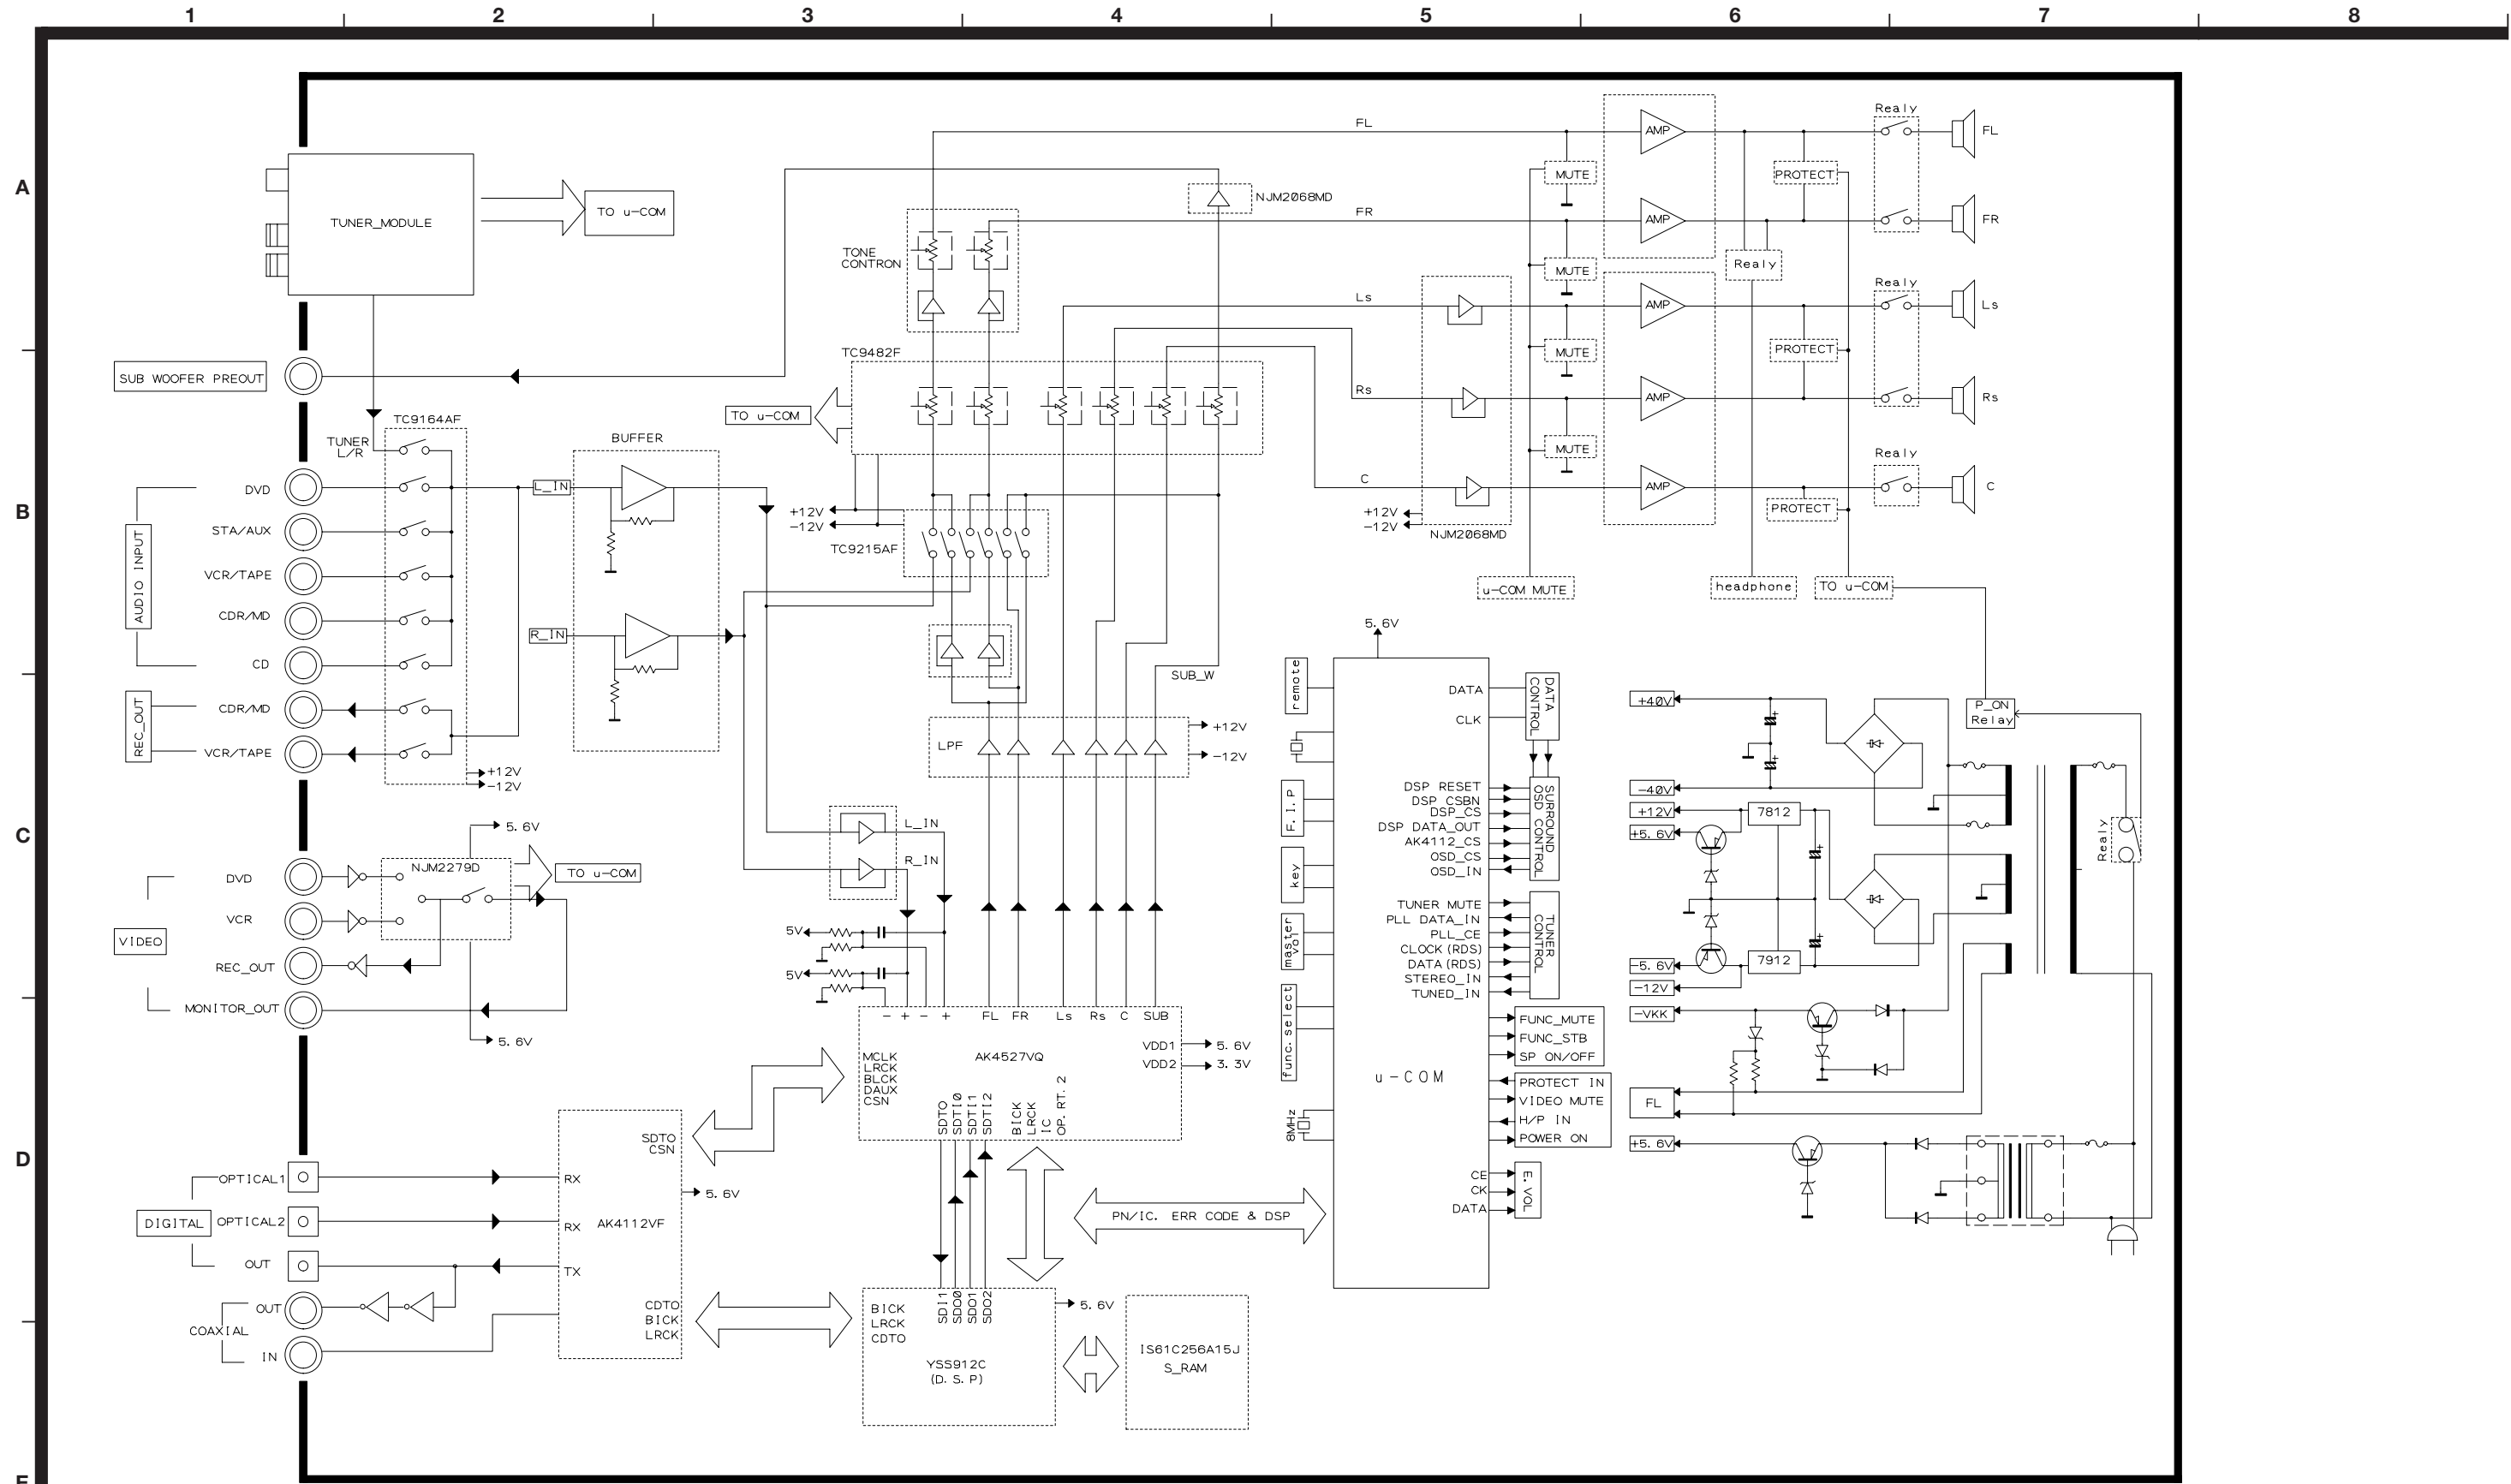 1 2 3 4 5 6 7 8
A
B
C
D
E
TUNER_MODULE
TO u-COM
SUB WOOFER PREOUT
TUNER
L/R
TC9164AF
AUDIO INPUT
DVD
STA/AUX
VCR/TAPE
CDR/MD
CD
REC_OUT
CDR/MD
VCR/TAPE
+12V
-12V
L_IN
R_IN
BUFFER
VIDEO
DVD
VCR
REC_OUT
MONITOR_OUT
NJM2279D
5.6V
TO u-COM
5.6V
DIGITAL
OPTICAL1
OPTICAL2
OUT
COAXIAL
OUT
IN
RX
RX
TX
AK4112VF
SDTO
CSN
5.6V
CDTO
BICK
LRCK
TONE
CONTRON
NJM2068MD
TC9482F
TO u-COM
+12V
-12V
TC9215AF
SUB_W
LPF
+12V
-12V
L_IN
R_IN
5V
5V
- + - +
FL FR Ls Rs C SUB
AK4527VQ
VDD1
VDD2
5.6V
3.3V
MCLK
LRCK
BLCK
DAUX
CSN
SDTO
SDTI0
SDTI1
SDTI2
BICK
LRCK
IC
OP.RT.2
SDI1
SDO0
SDO1
SDO2
BICK
LRCK
CDTO
YSS912C
(D.S.P)
5.6V
IS61C256A15J
S_RAM
PN/IC. ERR CODE & DSP
FL
FR
Ls
Rs
C
+12V
-12V
NJM2068MD
MUTE
MUTE
MUTE
MUTE
u-COM MUTE
AMP
AMP
AMP
AMP
AMP
Realy
headphone
PROTECT
PROTECT
PROTECT
TO u-COM
Realy
Realy
Realy
FL
FR
Ls
Rs
C
5.6V
remote
F.I.P
key
master
vol
func.select
8MHz
u-COM
DATA
CLK
DATA
CONTROL
DSP RESET
DSP CSBN
DSP_CS
DSP DATA_OUT
AK4112_CS
OSD_CS
OSD_IN
SURROUND
OSD CONTROL
TUNER MUTE
PLL DATA_IN
PLL_CE
CLOCK(RDS)
DATA(RDS)
STEREO_IN
TUNED_IN
TUNER
CONTROL
FUNC_MUTE
FUNC_STB
SP ON/OFF
PROTECT IN
VIDEO MUTE
H/P IN
POWER ON
CE
CK
DATA
E.VOL
+40V
-40V
+12V
+5.6V
-5.6V
-12V
-VKK
FL
+5.6V
7812
7912
+
+
+
+
P_ON
Relay
Realy